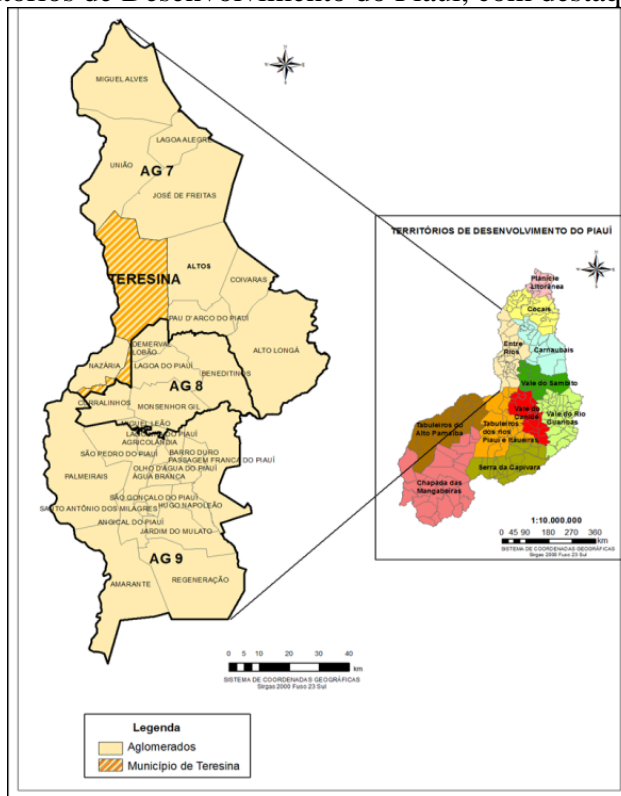 tórios de Desenvolvimento do Piauí, com destaq
MIGUEL ALVES
LAGOA ALEGRE
UNIÃO
AG 7
JOSÉ DE FREITAS
TERESINA
ALTOS
COIVARAS
PAU D'ARCO DO PIAUÍ
ALTO LONGÁ
DEMERVAL
LOBÃO
NAZÁRIA
LAGOA DO PIAUÍ
BENEDITINOS
AG 8
CURRALINHOS
MONSENHOR GIL
MIGUEL LEÃO
DO PIAUÍ
AGRICOLÂNDIA
SÃO PEDRO DO PIAUÍ
BARRO DURO
PASSAGEM FRANCA DO PIAUÍ
OLHO D'ÁGUA DO PIAUÍ
PALMEIRAIS
ÁGUA BRANCA
SÃO GONÇALO DO PIAUÍ
HUGO NAPOLEÃO
SANTO ANTÔNIO DOS MILAGRES
ANGICAL DO PIAUÍ
JARDIM DO MULATO
AG 9
AMARANTE
REGENERAÇÃO
0 5 10 20 30 40
km
SISTEMA DE COORDENADAS GEOGRÁFICAS
Sirgas 2000 Fuso 23 Sul
Legenda
Aglomerados
Município de Teresina
TERRITÓRIOS DE DESENVOLVIMENTO DO PIAUÍ
Planície
Litorânea
Cocais
Entre
Rios
Carnaubais
Vale do Sambito
Vale do
Canindé
Vale do Rio
Guaribas
Tabuleiros do
Alto Parnaíba
Tabuleiros
dos rios
Piauí e Itaueiras
Serra da Capivara
Chapada das
Mangabeiras
1:10.000.000
0 45 90 180 270 360
km
SISTEMA DE COORDENADAS GEOGRÁFICAS
Sirgas 2000 Fuso 23 Sul